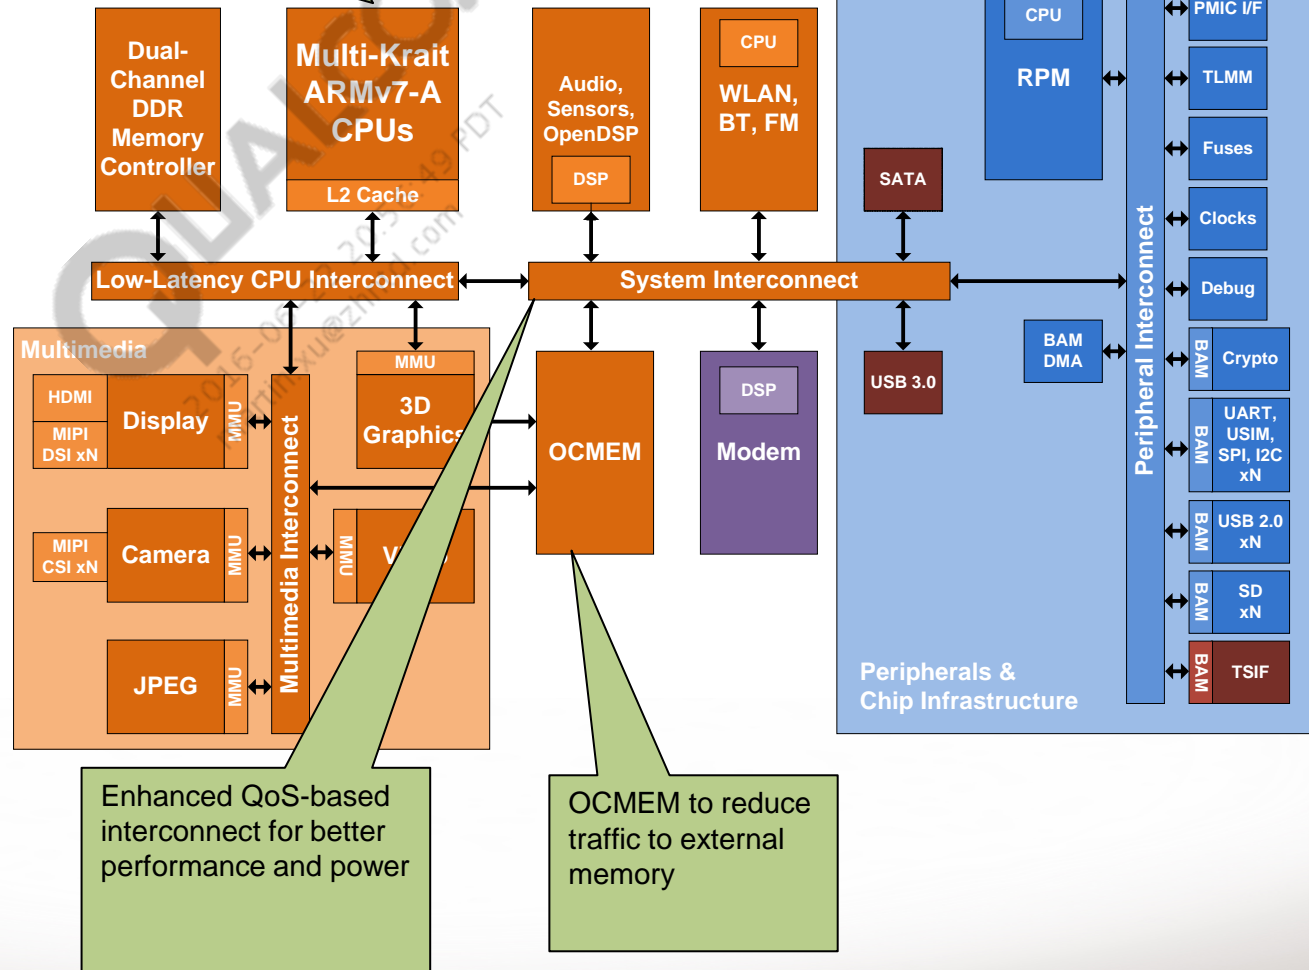 Dual-
Channel
DDR
Memory
Controller
Multi-Krait
ARMv7-A
CPUs
L2 Cache
Audio,
Sensors,
OpenDSP
DSP
CPU
WLAN,
BT, FM
CPU
RPM
PMIC I/F
TLMM
Fuses
Clocks
Debug
SATA
Low-Latency CPU Interconnect
System Interconnect
Peripheral Interconnect
Multimedia
HDMI
MIPI
DSI xN
Display
MMU
MMU
3D
Graphics
Multimedia Interconnect
MIPI
CSI xN
Camera
MMU
MMU
JPEG
MMU
OCMEM
DSP
Modem
USB 3.0
BAM
DMA
BAM
Crypto
BAM
UART,
USIM,
SPI, I2C
xN
BAM
USB 2.0
xN
BAM
SD
xN
BAM
TSIF
Peripherals &
Chip Infrastructure
Enhanced QoS-based
interconnect for better
performance and power
OCMEM to reduce
traffic to external
memory